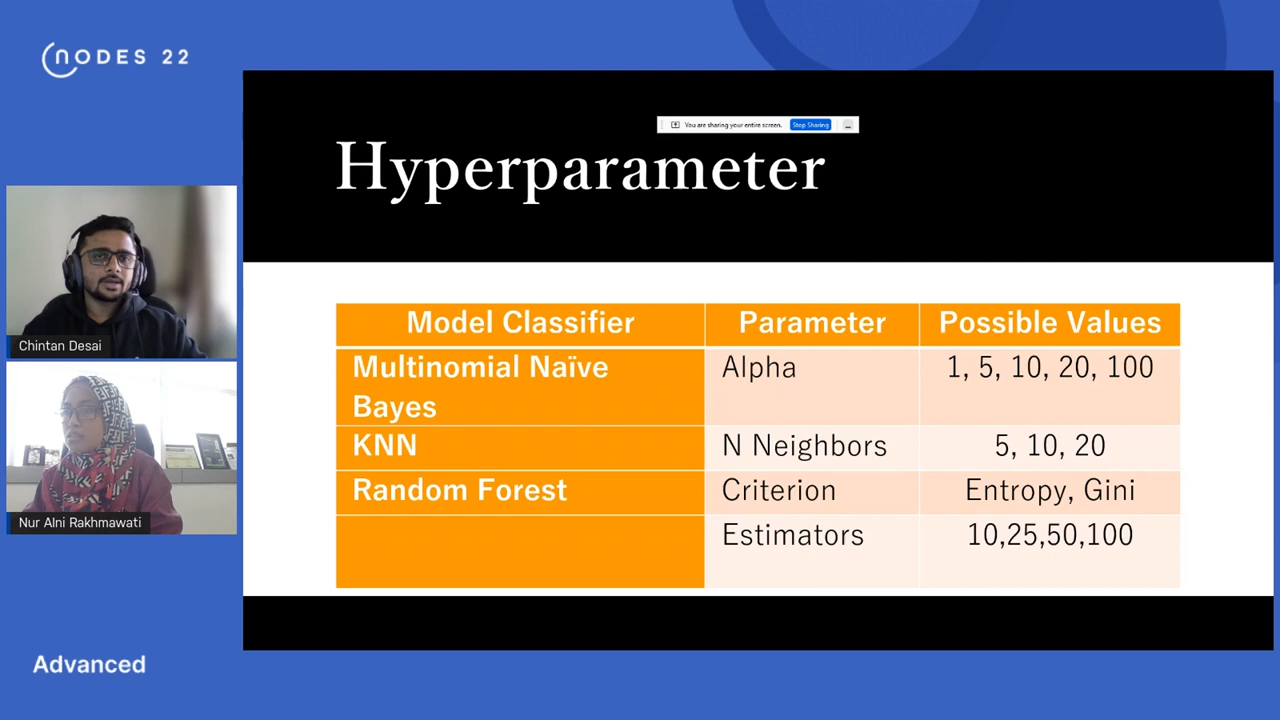 NODES 22
You are sharing your entire screen. Stop Sharing
Hyperparameter
Model Classifier Parameter Possible Values
Multinomial Naïve Bayes Alpha 1, 5, 10, 20, 100
KNN N Neighbors 5, 10, 20
Random Forest Criterion Entropy, Gini
Estimators 10,25,50,100
Chintan Desai
Nur Alni Rakhmawati
Advanced